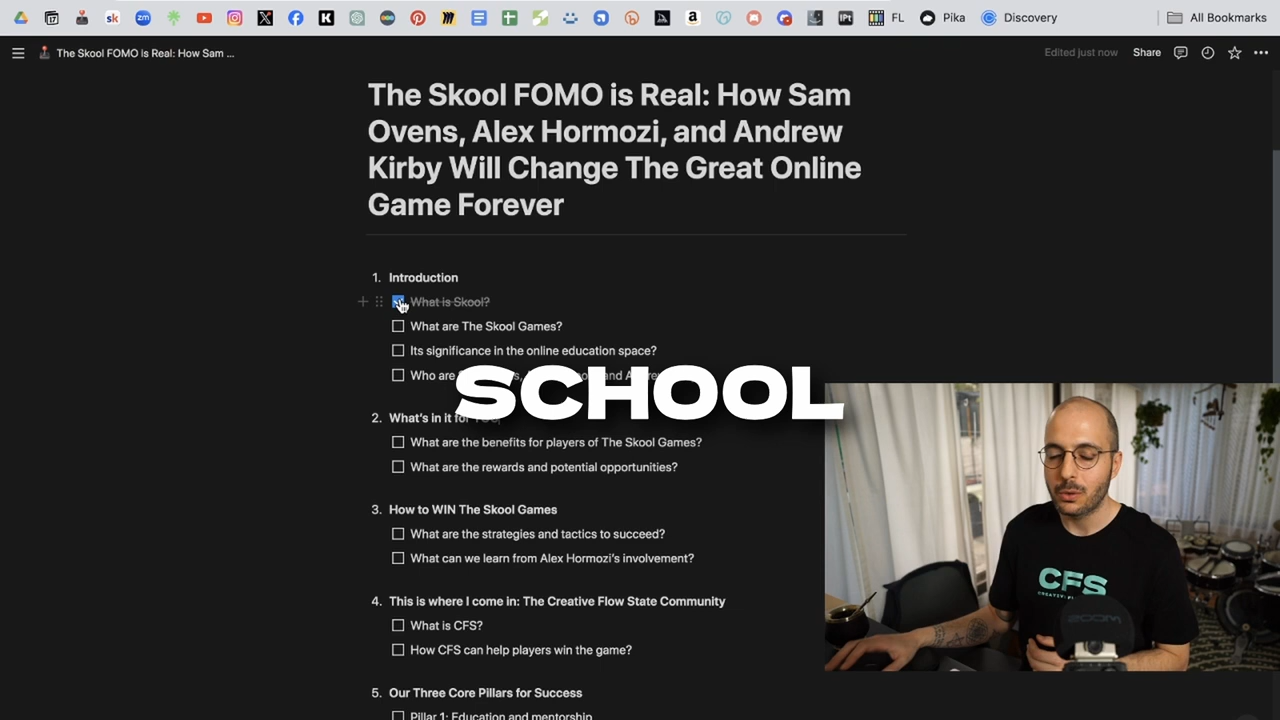 FL Pika Discovery All Bookmarks
The Skool FOMO is Real: How Sam ... Edited just now Share
The Skool FOMO is Real: How Sam
Ovens, Alex Hormozi, and Andrew
Kirby Will Change The Great Online
Game Forever
1. Introduction
What is Skool?
What are The Skool Games?
Its significance in the online education space?
Who are
SCHOOL
2. What's in it for
What are the benefits for players of The Skool Games?
What are the rewards and potential opportunities?
3. How to WIN The Skool Games
What are the strategies and tactics to succeed?
What can we learn from Alex Hormozi's involvement?
4. This is where I come in: The Creative Flow State Community
What is CFS?
How CFS can help players win the game?
5. Our Three Core Pillars for Success
Pillar 1: Education and mentorship
CFS
ZOOM